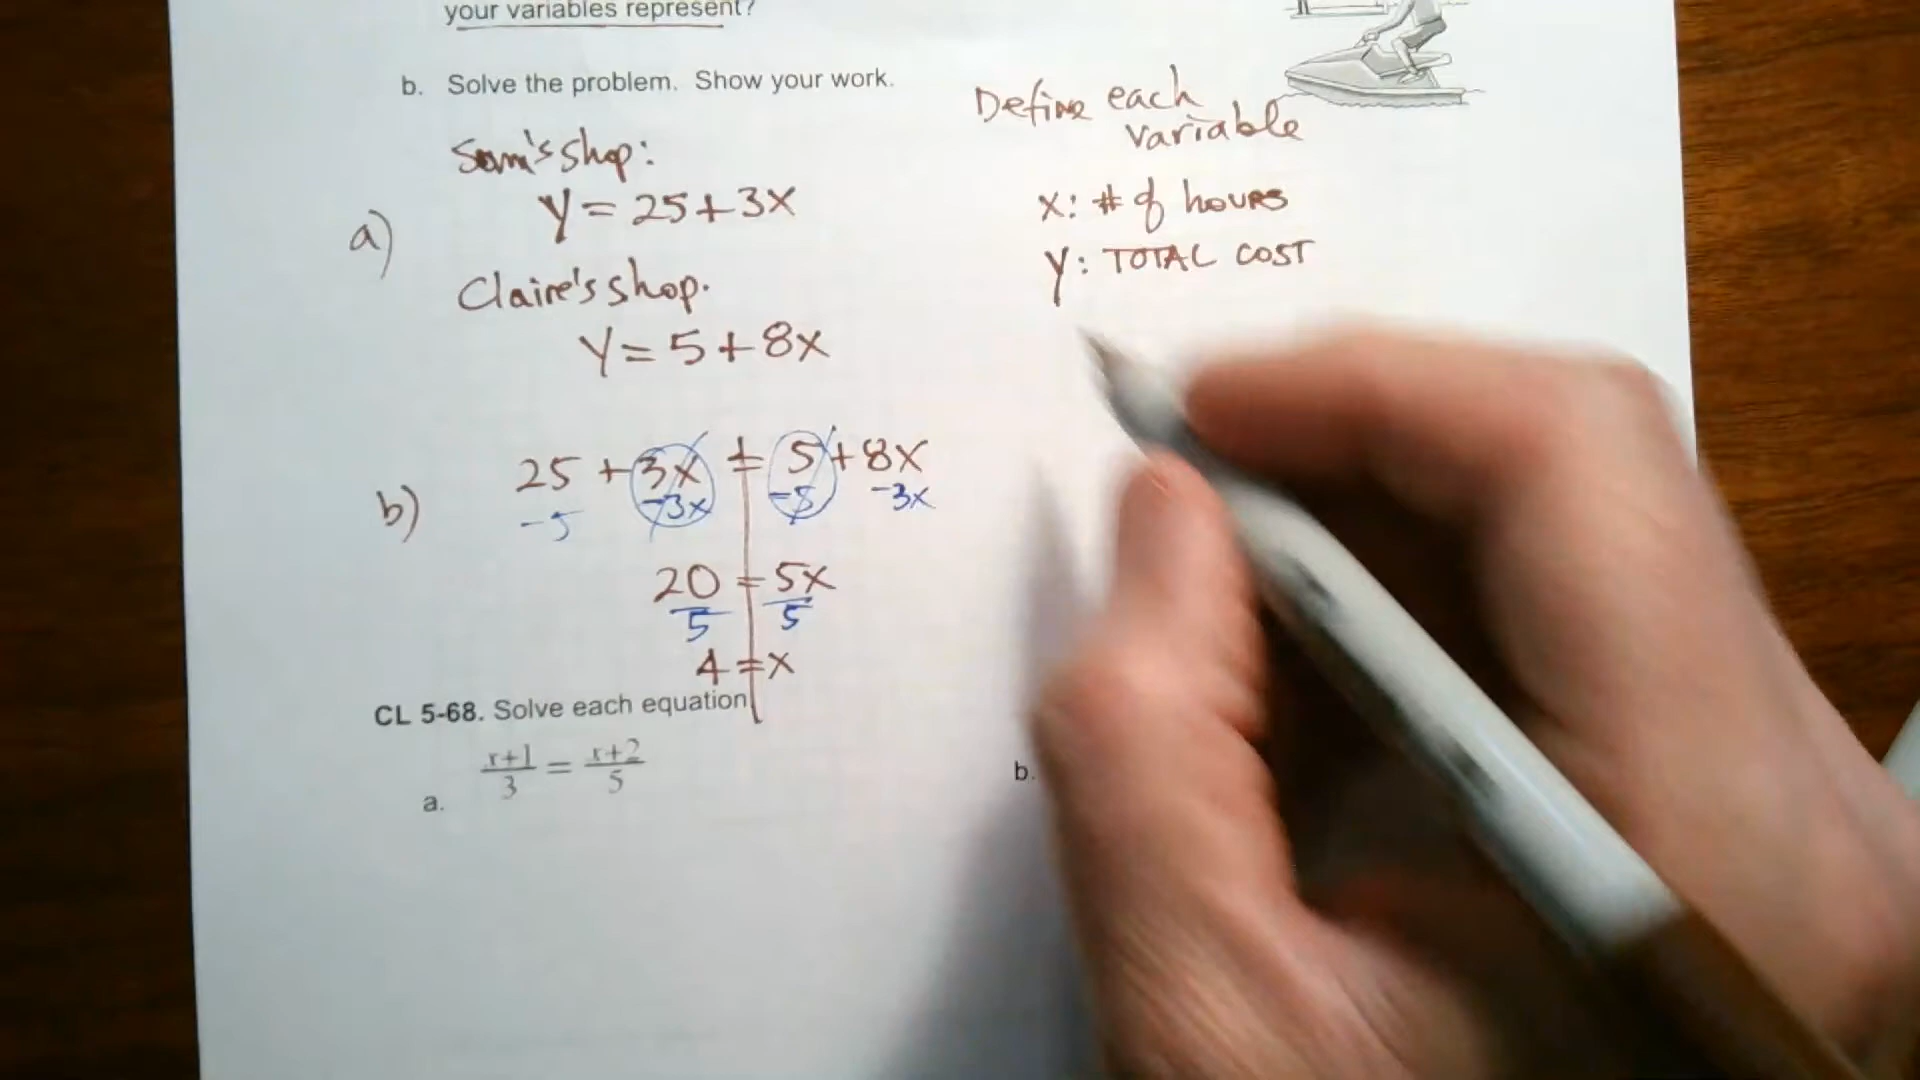 your variables represent?
b. Solve the problem. Show your work.
Define each
variable
Sam's shop:
a) Y = 25 + 3x
x: # of hours
Y: TOTAL COST
Claire's shop.
Y = 5 + 8x
b) 25 + 3x = 5 + 8x
-5 -3x -5 -3x
20 = 5x
5 5
4 = x
CL 5-68. Solve each equation
a. x+1/3 = x+2/5
b.